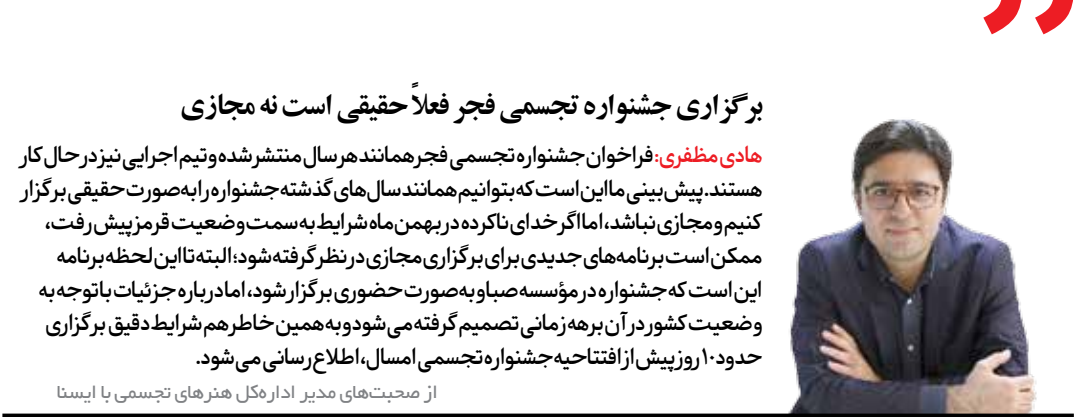 برگزاری جشنواره تجسمی فجر فعلاً حقیقی است نه مجازی
هادی مظفری: فراخوان جشنواره تجسمی فجر همانند هر سال منتشر شده و تیم اجرایی نیز در حال کار
هستند. پیش‌بینی ما این است که بتوانیم همانند سال‌های گذشته جشنواره را به‌صورت حقیقی برگزار
کنیم و مجازی نباشد، اما اگر خدای ناکرده در بهمن‌ماه شرایط به سمت وضعیت قرمز پیش رفت،
ممکن است برنامه‌های جدیدی برای برگزاری مجازی در نظر گرفته شود؛ البته تا این لحظه برنامه
این است که جشنواره در مؤسسه صبا و به صورت حضوری برگزار شود، اما درباره جزئیات با توجه به
وضعیت کشور در آن برهه زمانی تصمیم گرفته می‌شود و به همین خاطر هم شرایط دقیق برگزاری
حدود ۱۰ روز پیش از افتتاحیه جشنواره تجسمی امسال، اطلاع‌رسانی می‌شود.
از صحبت‌های مدیر اداره‌کل هنرهای تجسمی با ایسنا